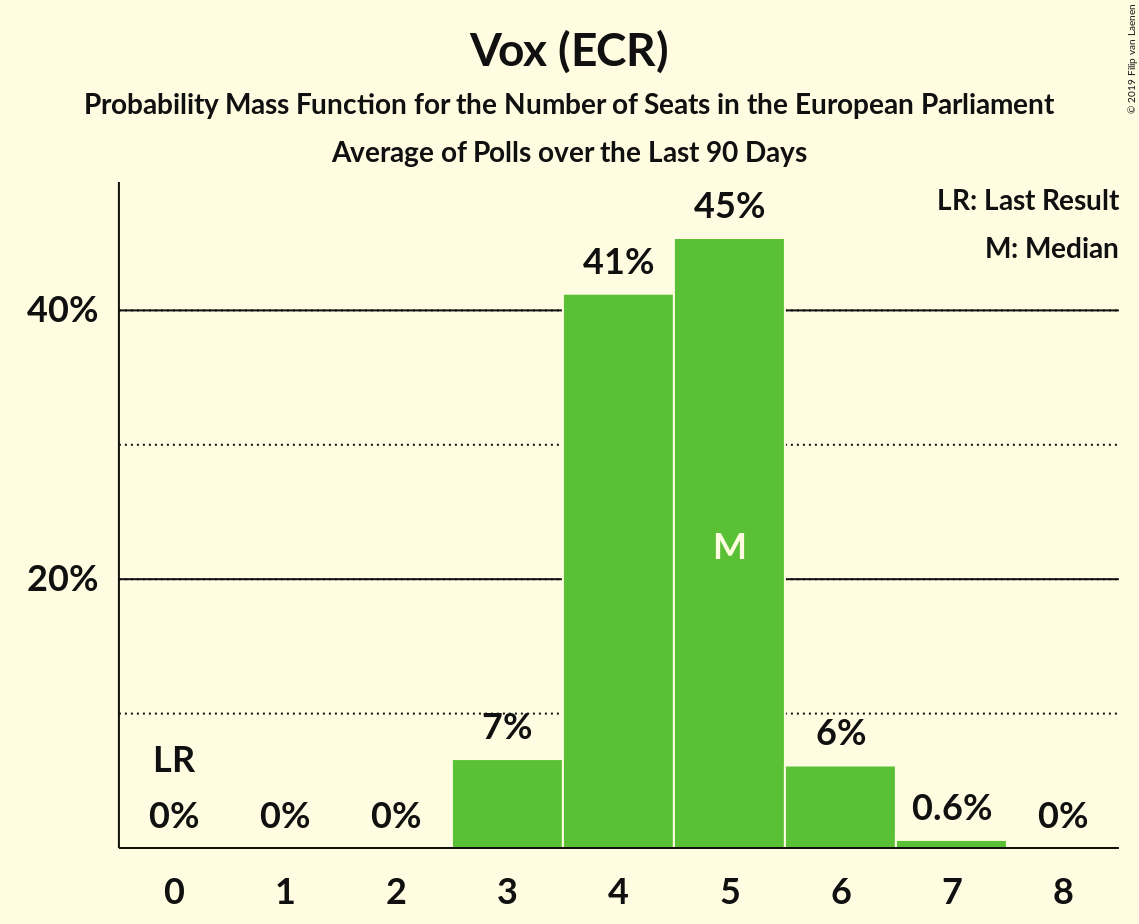 Vox (ECR)
Probability Mass Function for the Number of Seats in the European Parliament
Average of Polls over the Last 90 Days
© 2019 Filip van Laenen
LR: Last Result
M: Median
40%
20%
LR
0%
0%
0%
7%
41%
45%
M
6%
0.6%
0%
0 1 2 3 4 5 6 7 8